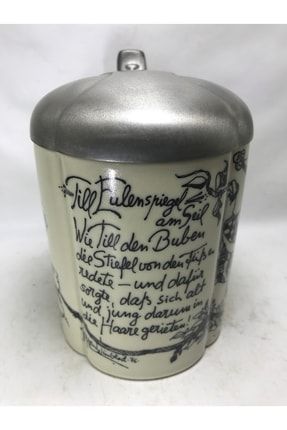 Till Eulenspiegel
am Seil
Wie Till den Buben
die Stiefel von den Füßen
redete – und dafür
sorgte, daß sich alt
und jung darum in
die Haare gerieten!